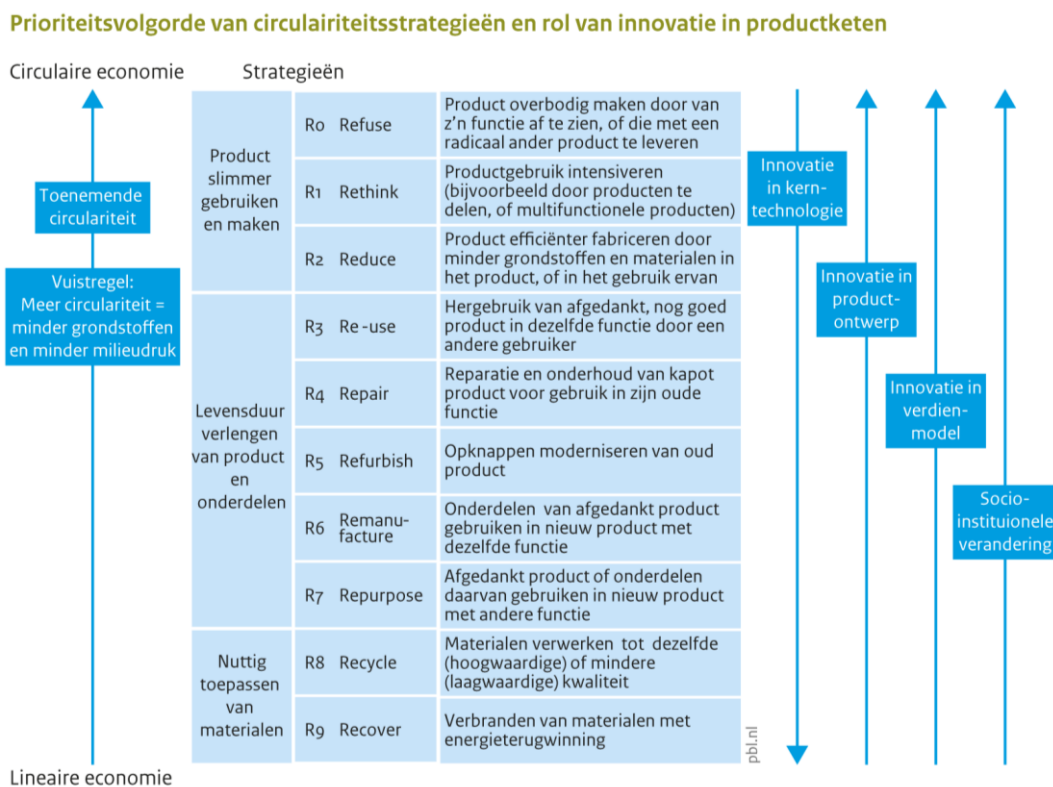 Prioriteitsvolgorde van circulairiteitsstrategieën en rol van innovatie in productketen
Circulaire economie
Strategieën
Toenemende
circulariteit
Vuistregel:
Meer circulariteit =
minder grondstoffen
en minder milieudruk
Lineaire economie
Product
slimmer
gebruiken
en maken
R0 Refuse
Product overbodig maken door van
z'n functie af te zien, of die met een
radicaal ander product te leveren
R1 Rethink
Productgebruik intensiveren
(bijvoorbeeld door producten te
delen, of multifunctionele producten)
R2 Reduce
Product efficiënter fabriceren door
minder grondstoffen en materialen in
het product, of in het gebruik ervan
Levensduur
verlengen
van product
en
onderdelen
R3 Re-use
Hergebruik van afgedankt, nog goed
product in dezelfde functie door een
andere gebruiker
R4 Repair
Reparatie en onderhoud van kapot
product voor gebruik in zijn oude
functie
R5 Refurbish
Opknappen moderniseren van oud
product
R6 Remanu-
facture
Onderdelen van afgedankt product
gebruiken in nieuw product met
dezelfde functie
R7 Repurpose
Afgedankt product of onderdelen
daarvan gebruiken in nieuw product
met andere functie
Nuttig
toepassen
van
materialen
R8 Recycle
Materialen verwerken tot dezelfde
(hoogwaardige) of mindere
(laagwaardige) kwaliteit
R9 Recover
Verbranden van materialen met
energieterugwinning
pbl.nl
Innovatie
in kern-
technologie
Innovatie in
product-
ontwerp
Innovatie in
verdien-
model
Socio-
instituionele
verandering